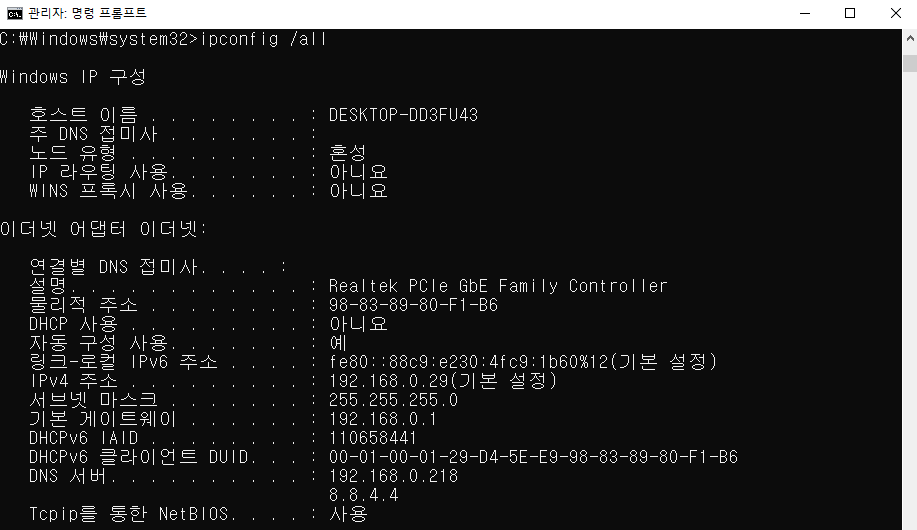 관리자: 명령 프롬프트
C:\Windows\system32>ipconfig /all
Windows IP 구성
호스트 이름 . . . . . . . . : DESKTOP-DD3FU43
주 DNS 접미사 . . . . . . . :
노드 유형 . . . . . . . . . : 혼성
IP 라우팅 사용. . . . . . . : 아니요
WINS 프록시 사용. . . . . . : 아니요
이더넷 어댑터 이더넷:
연결별 DNS 접미사. . . . :
설명. . . . . . . . . . . . : Realtek PCIe GbE Family Controller
물리적 주소 . . . . . . . . : 98-83-89-80-F1-B6
DHCP 사용 . . . . . . . . . : 아니요
자동 구성 사용. . . . . . . : 예
링크-로컬 IPv6 주소 . . . . : fe80::88c9:e230:4fc9:1b60%12(기본 설정)
IPv4 주소 . . . . . . . . . : 192.168.0.29(기본 설정)
서브넷 마스크 . . . . . . . : 255.255.255.0
기본 게이트웨이 . . . . . . : 192.168.0.1
DHCPv6 IAID . . . . . . . . : 110658441
DHCPv6 클라이언트 DUID. . . : 00-01-00-01-29-D4-5E-E9-98-83-89-80-F1-B6
DNS 서버. . . . . . . . . . : 192.168.0.218
8.8.4.4
Tcpip를 통한 NetBIOS. . . . : 사용